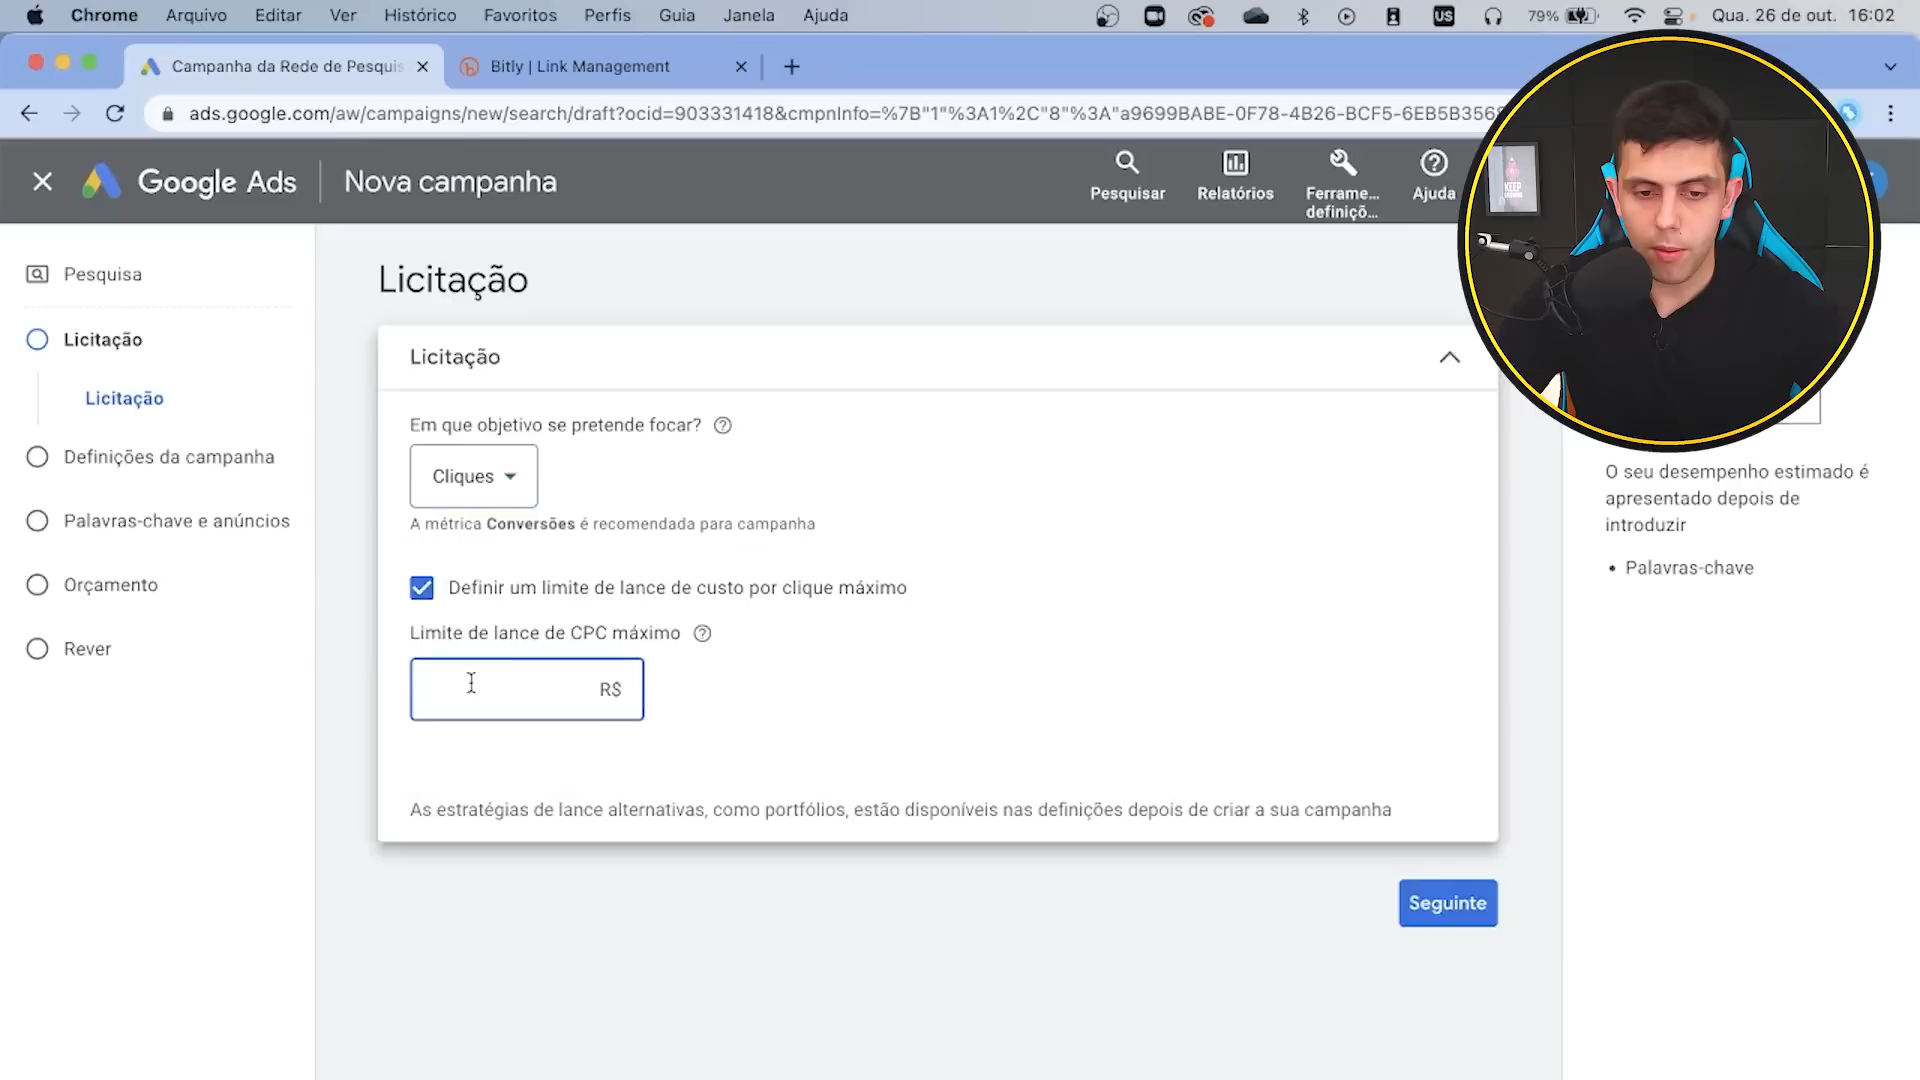 Chrome Arquivo Editar Ver Histórico Favoritos Perfis Guia Janela Ajuda US 79% Qua. 26 de out. 16:02
Campanha da Rede de Pesquis
Bitly | Link Management
ads.google.com/aw/campaigns/new/search/draft?ocid=903331418&cmpnInfo=%7B"1"%3A1%2C"8"%3A"a9699BABE-0F78-4B26-BCF5-6EB5B356
Google Ads
Nova campanha
Pesquisar
Relatórios
Ferrame...
definiçõ...
Ajuda
KEEP
Pesquisa
Licitação
Licitação
Definições da campanha
Palavras-chave e anúncios
Orçamento
Rever
Licitação
Licitação
Em que objetivo se pretende focar?
Cliques
A métrica Conversões é recomendada para campanha
Definir um limite de lance de custo por clique máximo
Limite de lance de CPC máximo
R$
As estratégias de lance alternativas, como portfólios, estão disponíveis nas definições depois de criar a sua campanha
Seguinte
O seu desempenho estimado é
apresentado depois de
introduzir
• Palavras-chave